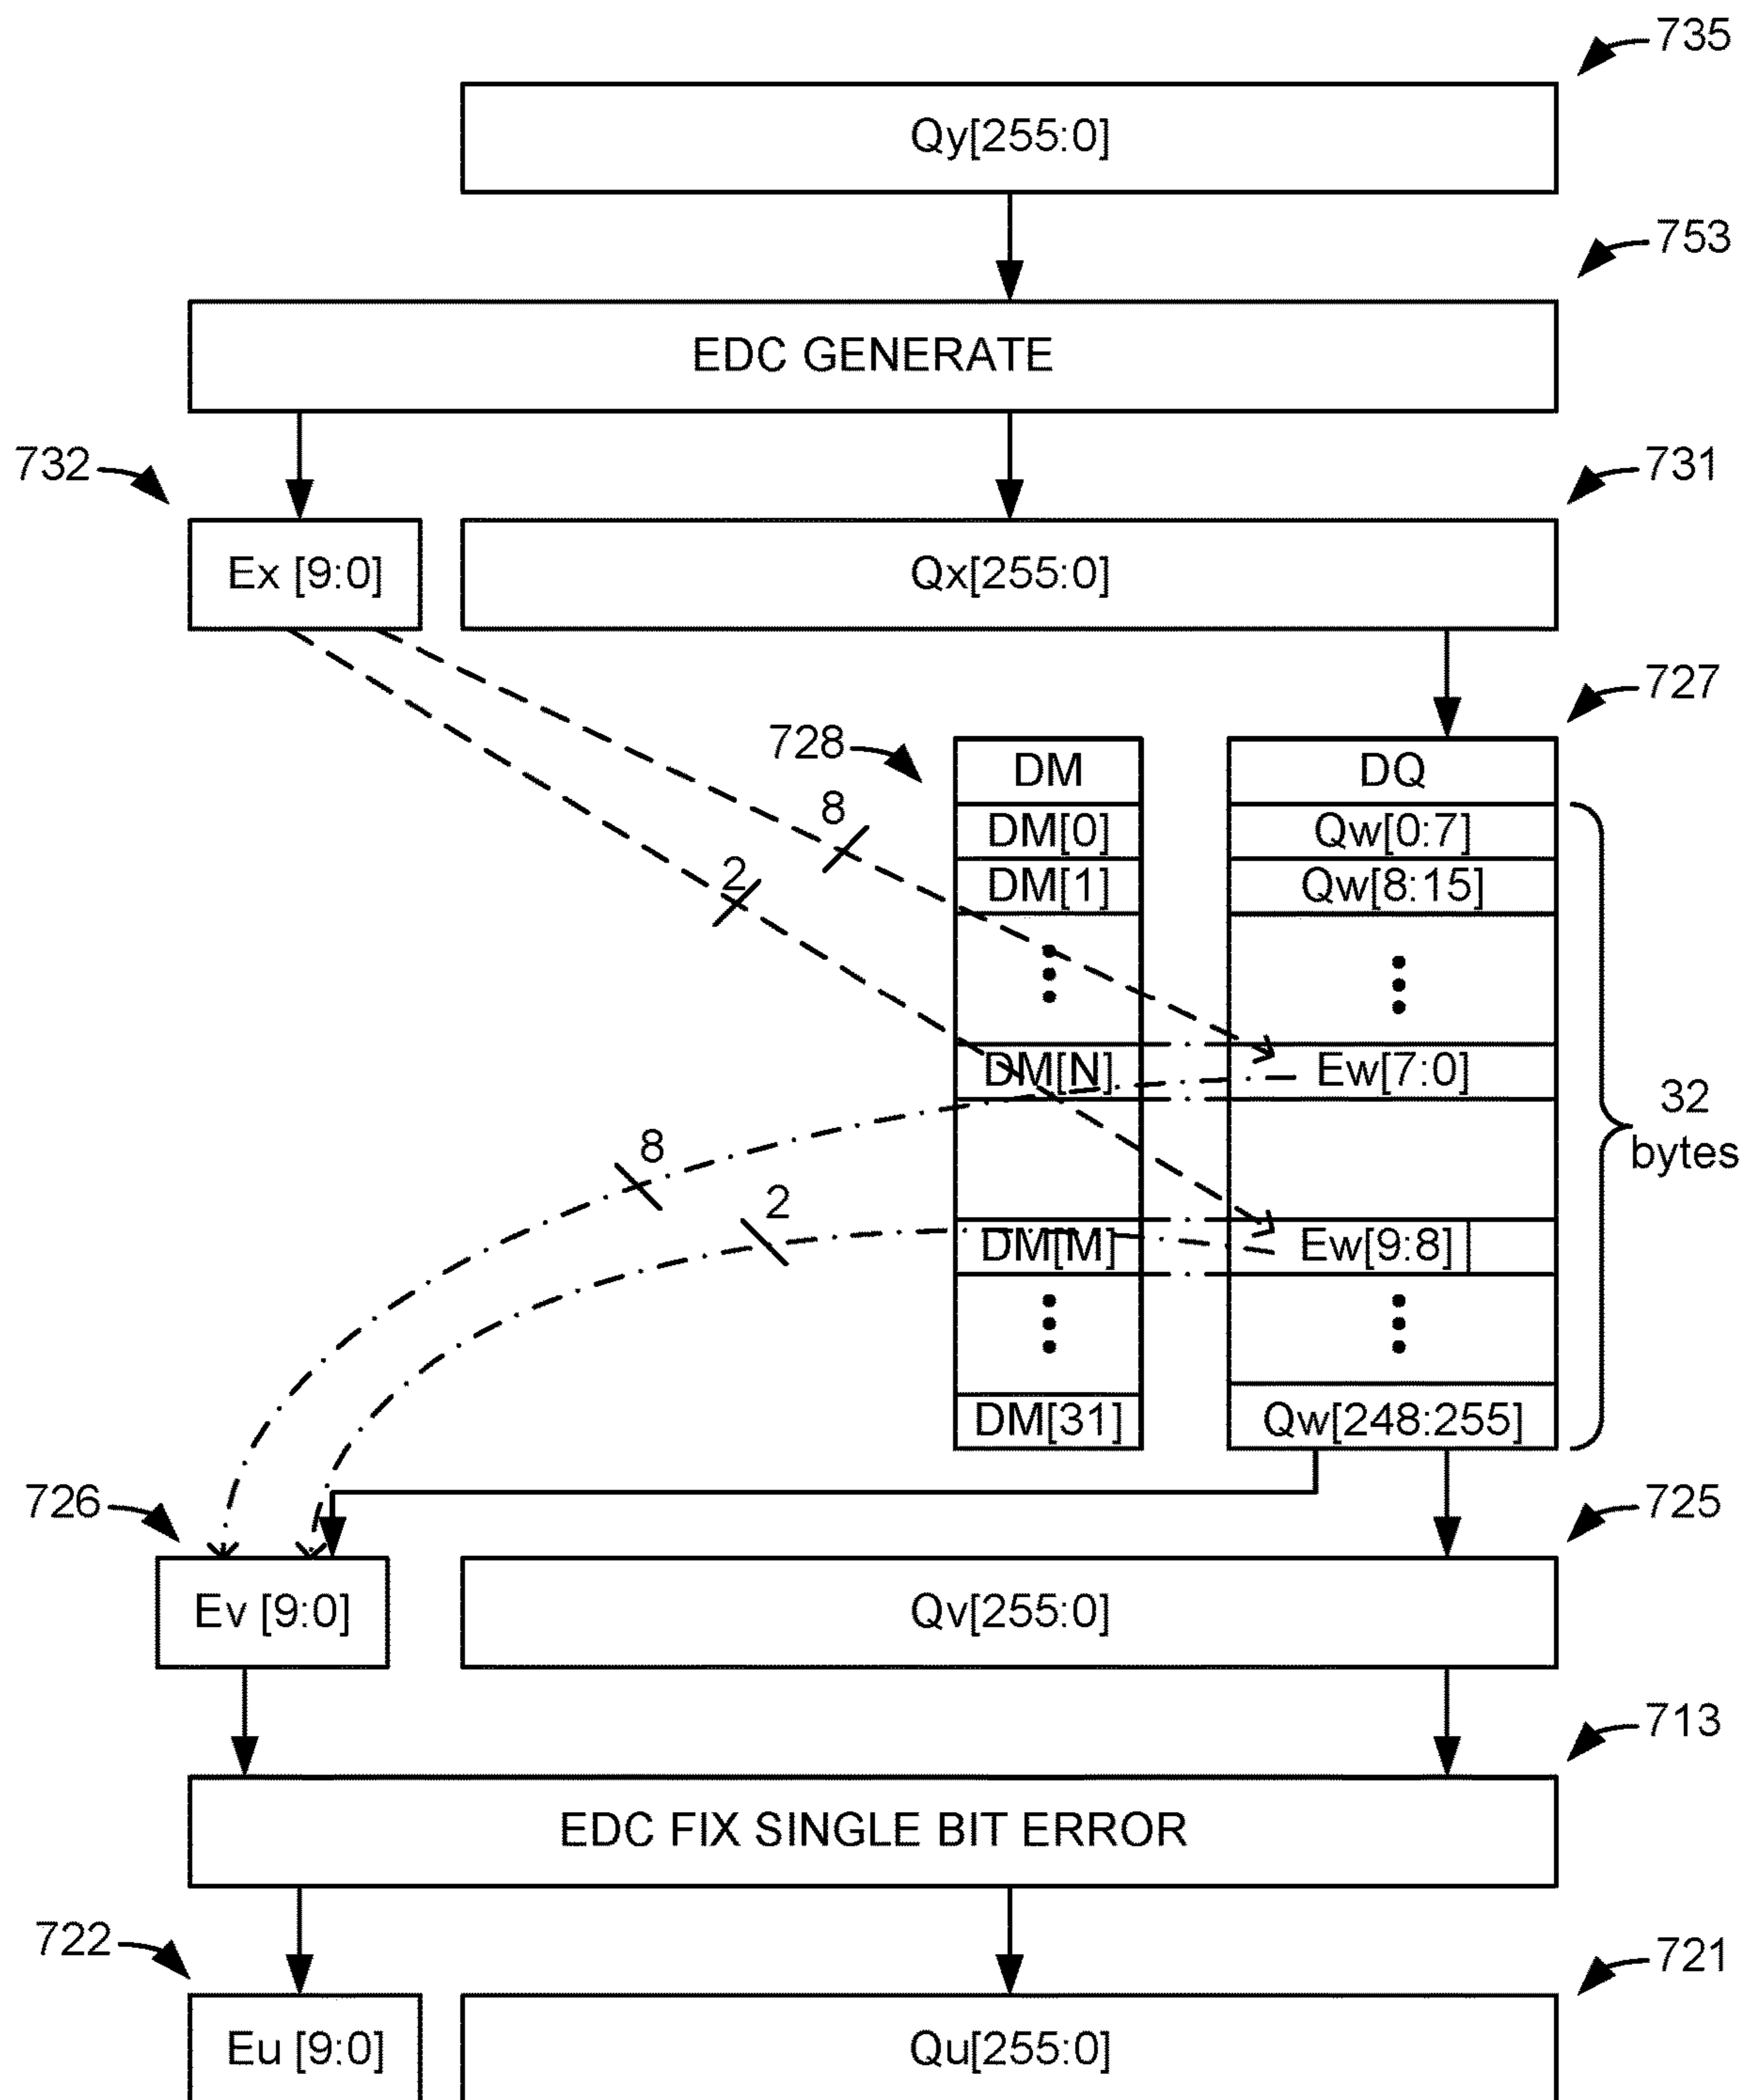 735
Qy[255:0]
753
EDC GENERATE
732
731
Ex [9:0]
Qx[255:0]
727
728
DM
DQ
8
DM[0]
Qw[0:7]
2
DM[1]
Qw[8:15]
DM[N]
Ew[7:0]
32
bytes
8
2
DM[M]
Ew[9:8]
DM[31]
Qw[248:255]
726
725
Ev [9:0]
Qv[255:0]
713
EDC FIX SINGLE BIT ERROR
722
721
Eu [9:0]
Qu[255:0]